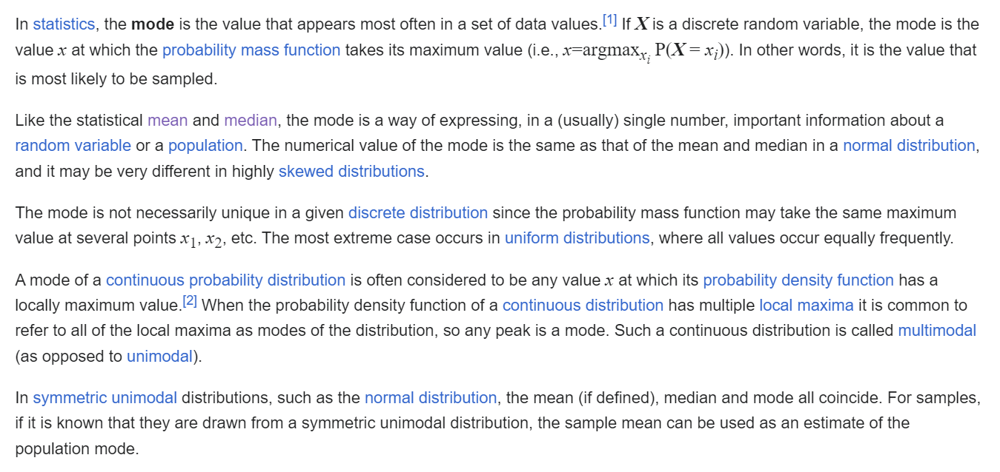 In statistics, the mode is the value that appears most often in a set of data values.[1] If X is a discrete random variable, the mode is the
value x at which the probability mass function takes its maximum value (i.e., x=argmaxₓᵢ P(X = xᵢ)). In other words, it is the value that
is most likely to be sampled.
Like the statistical mean and median, the mode is a way of expressing, in a (usually) single number, important information about a
random variable or a population. The numerical value of the mode is the same as that of the mean and median in a normal distribution,
and it may be very different in highly skewed distributions.
The mode is not necessarily unique in a given discrete distribution since the probability mass function may take the same maximum
value at several points x₁, x₂, etc. The most extreme case occurs in uniform distributions, where all values occur equally frequently.
A mode of a continuous probability distribution is often considered to be any value x at which its probability density function has a
locally maximum value.[2] When the probability density function of a continuous distribution has multiple local maxima it is common to
refer to all of the local maxima as modes of the distribution, so any peak is a mode. Such a continuous distribution is called multimodal
(as opposed to unimodal).
In symmetric unimodal distributions, such as the normal distribution, the mean (if defined), median and mode all coincide. For samples,
if it is known that they are drawn from a symmetric unimodal distribution, the sample mean can be used as an estimate of the
population mode.